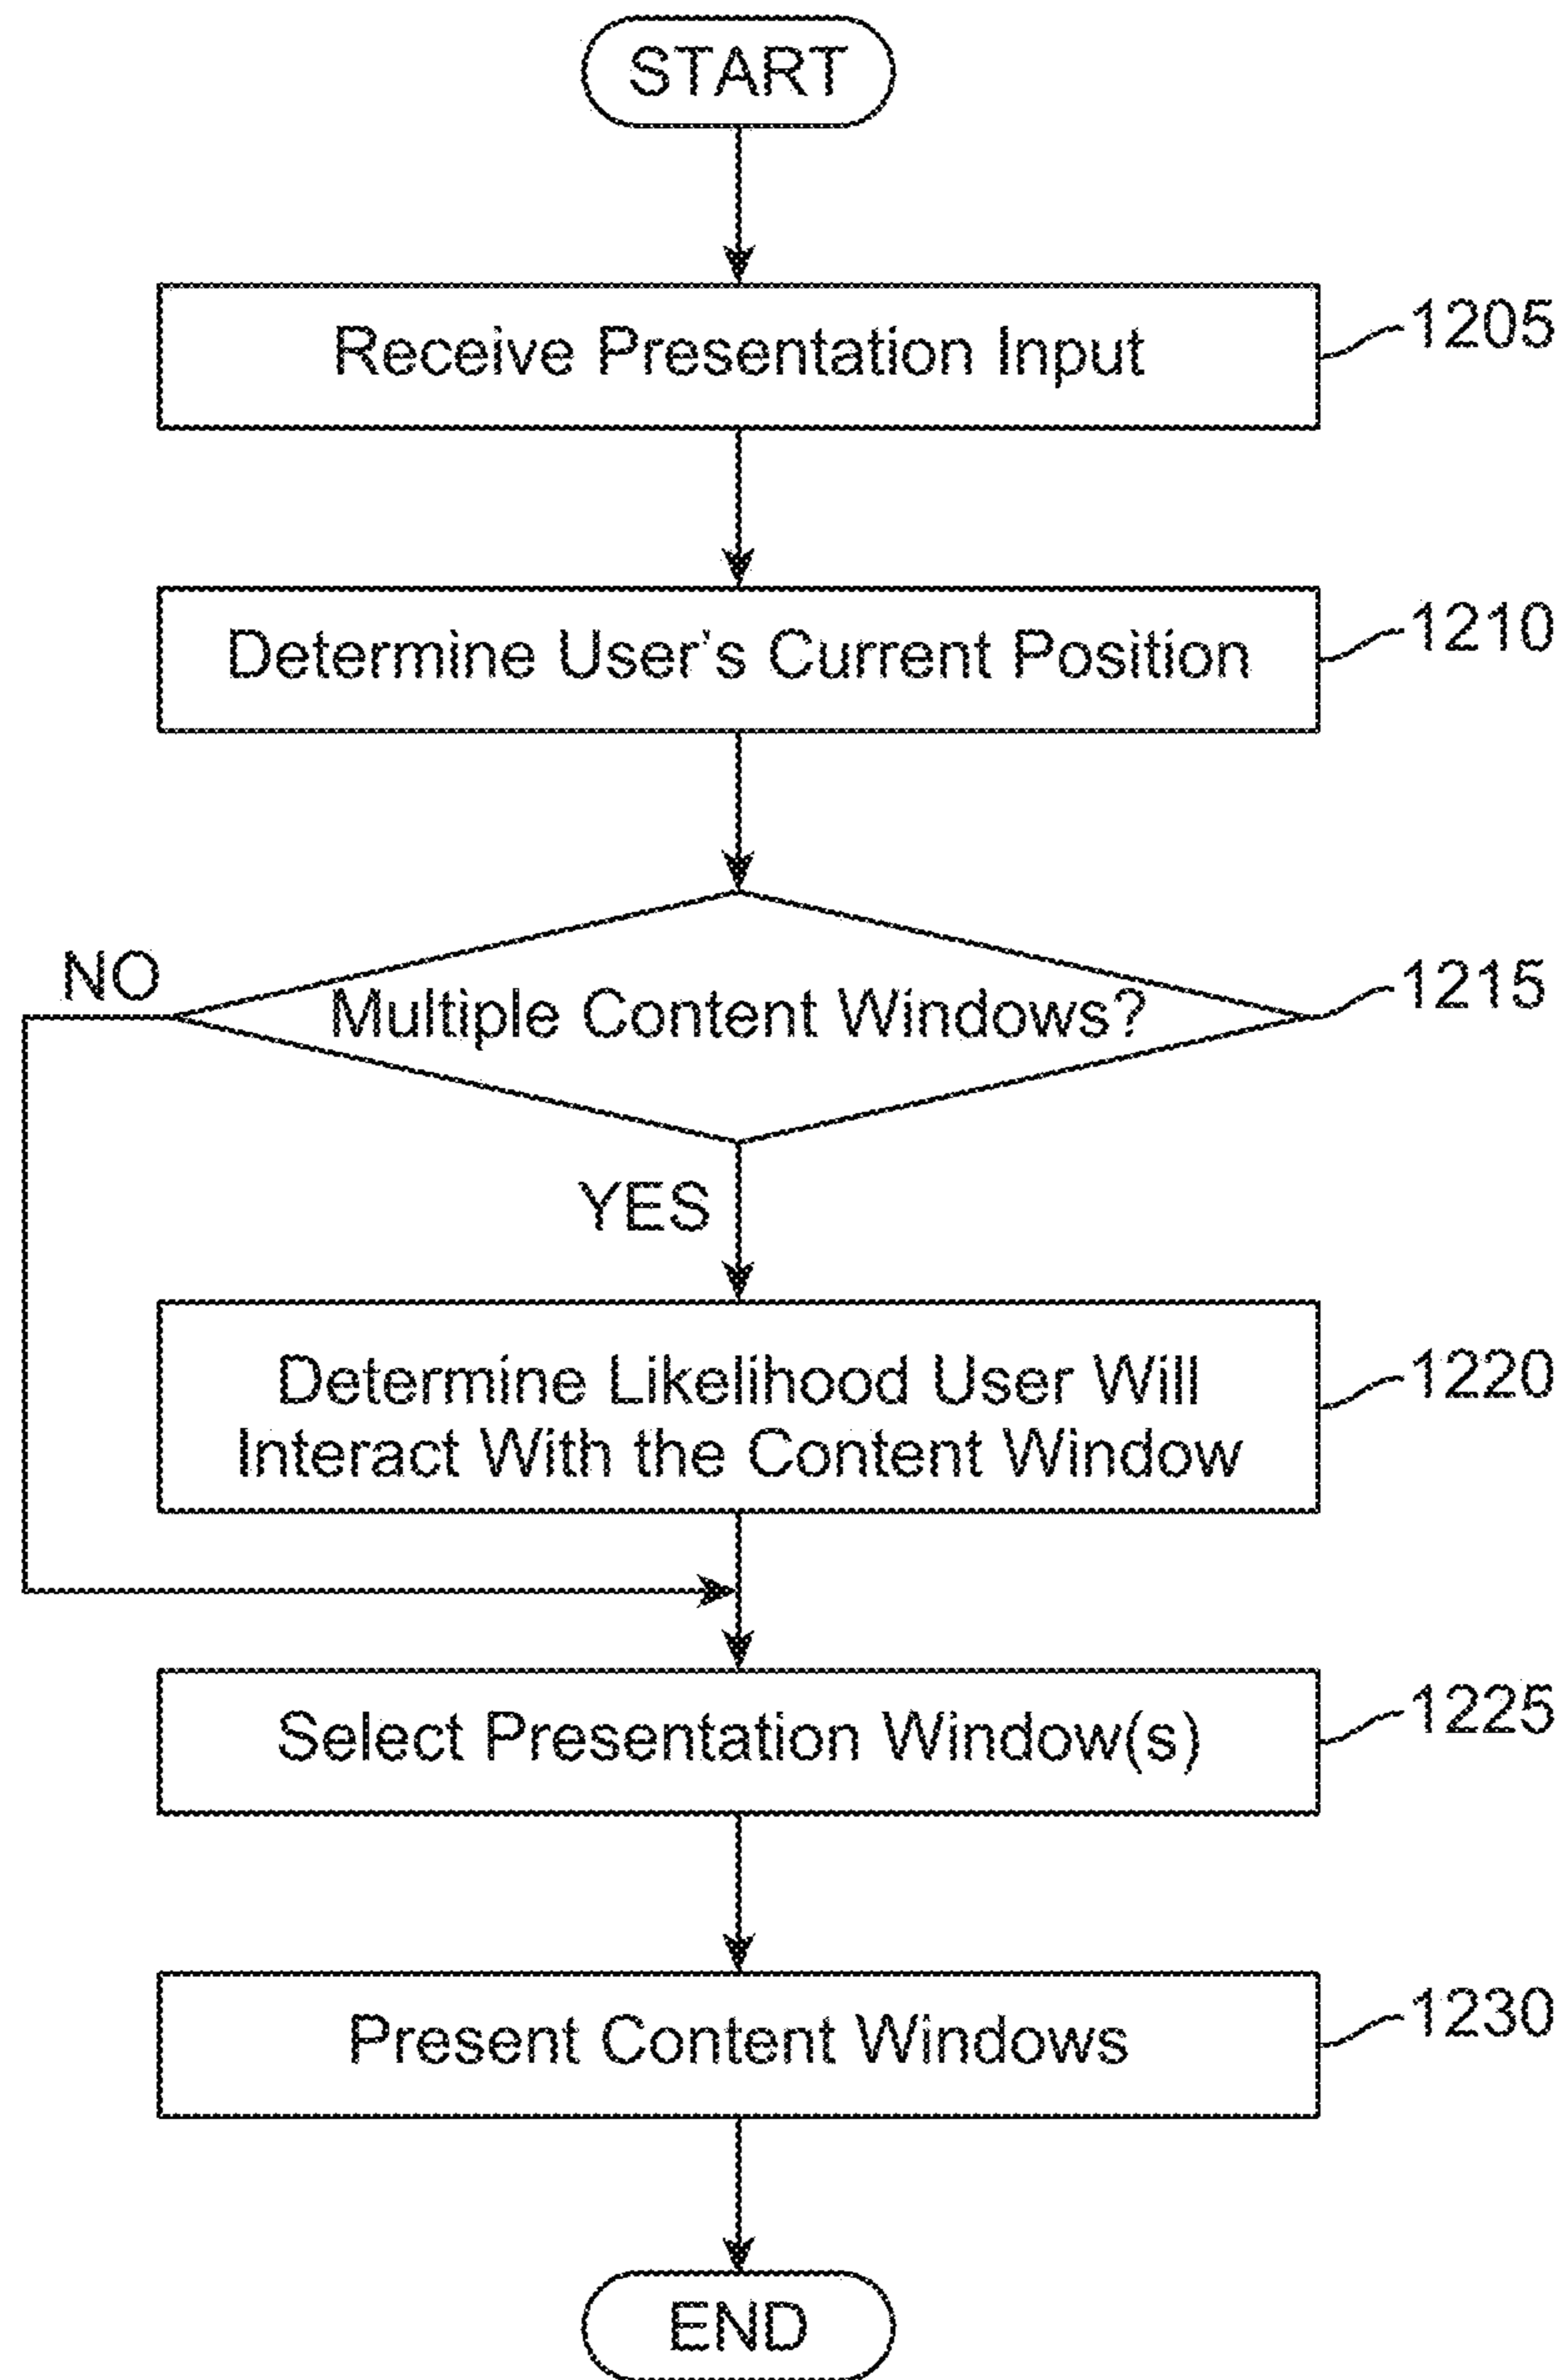 START
Receive Presentation Input
1205
Determine User's Current Position
1210
NO
Multiple Content Windows?
1215
YES
Determine Likelihood User Will
Interact With the Content Window
1220
Select Presentation Window(s)
1225
Present Content Windows
1230
END